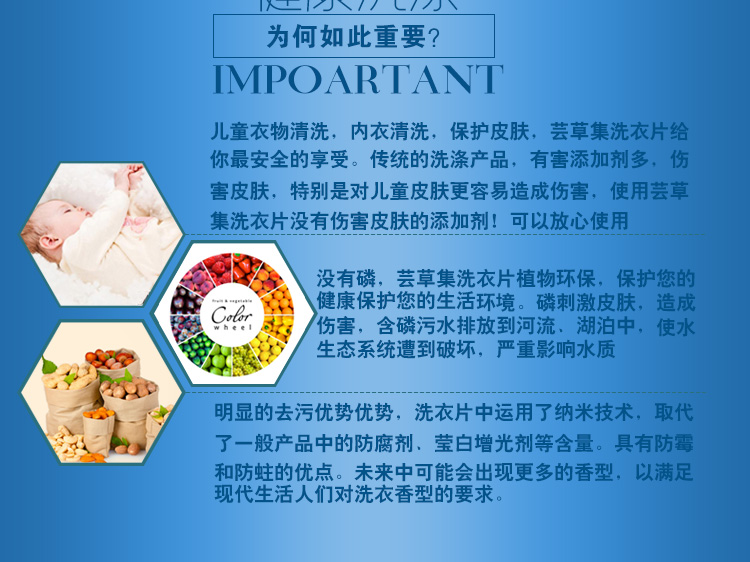 为何如此重要?
IMPOARTANT
儿童衣物清洗，内衣清洗，保护皮肤，芸草集洗衣片给
你最安全的享受。传统的洗涤产品，有害添加剂多，伤
害皮肤，特别是对儿童皮肤更容易造成伤害，使用芸草
集洗衣片没有伤害皮肤的添加剂！可以放心使用
fruit & vegetable
Color
wheel
没有磷，芸草集洗衣片植物环保，保护您的
健康保护您的生活环境。磷刺激皮肤，造成
伤害，含磷污水排放到河流、湖泊中，使水
生态系统遭到破坏，严重影响水质
明显的去污优势优势，洗衣片中运用了纳米技术，取代
了一般产品中的防腐剂、莹白增光剂等含量。具有防霉
和防蛀的优点。未来中可能会出现更多的香型，以满足
现代生活人们对洗衣香型的要求。